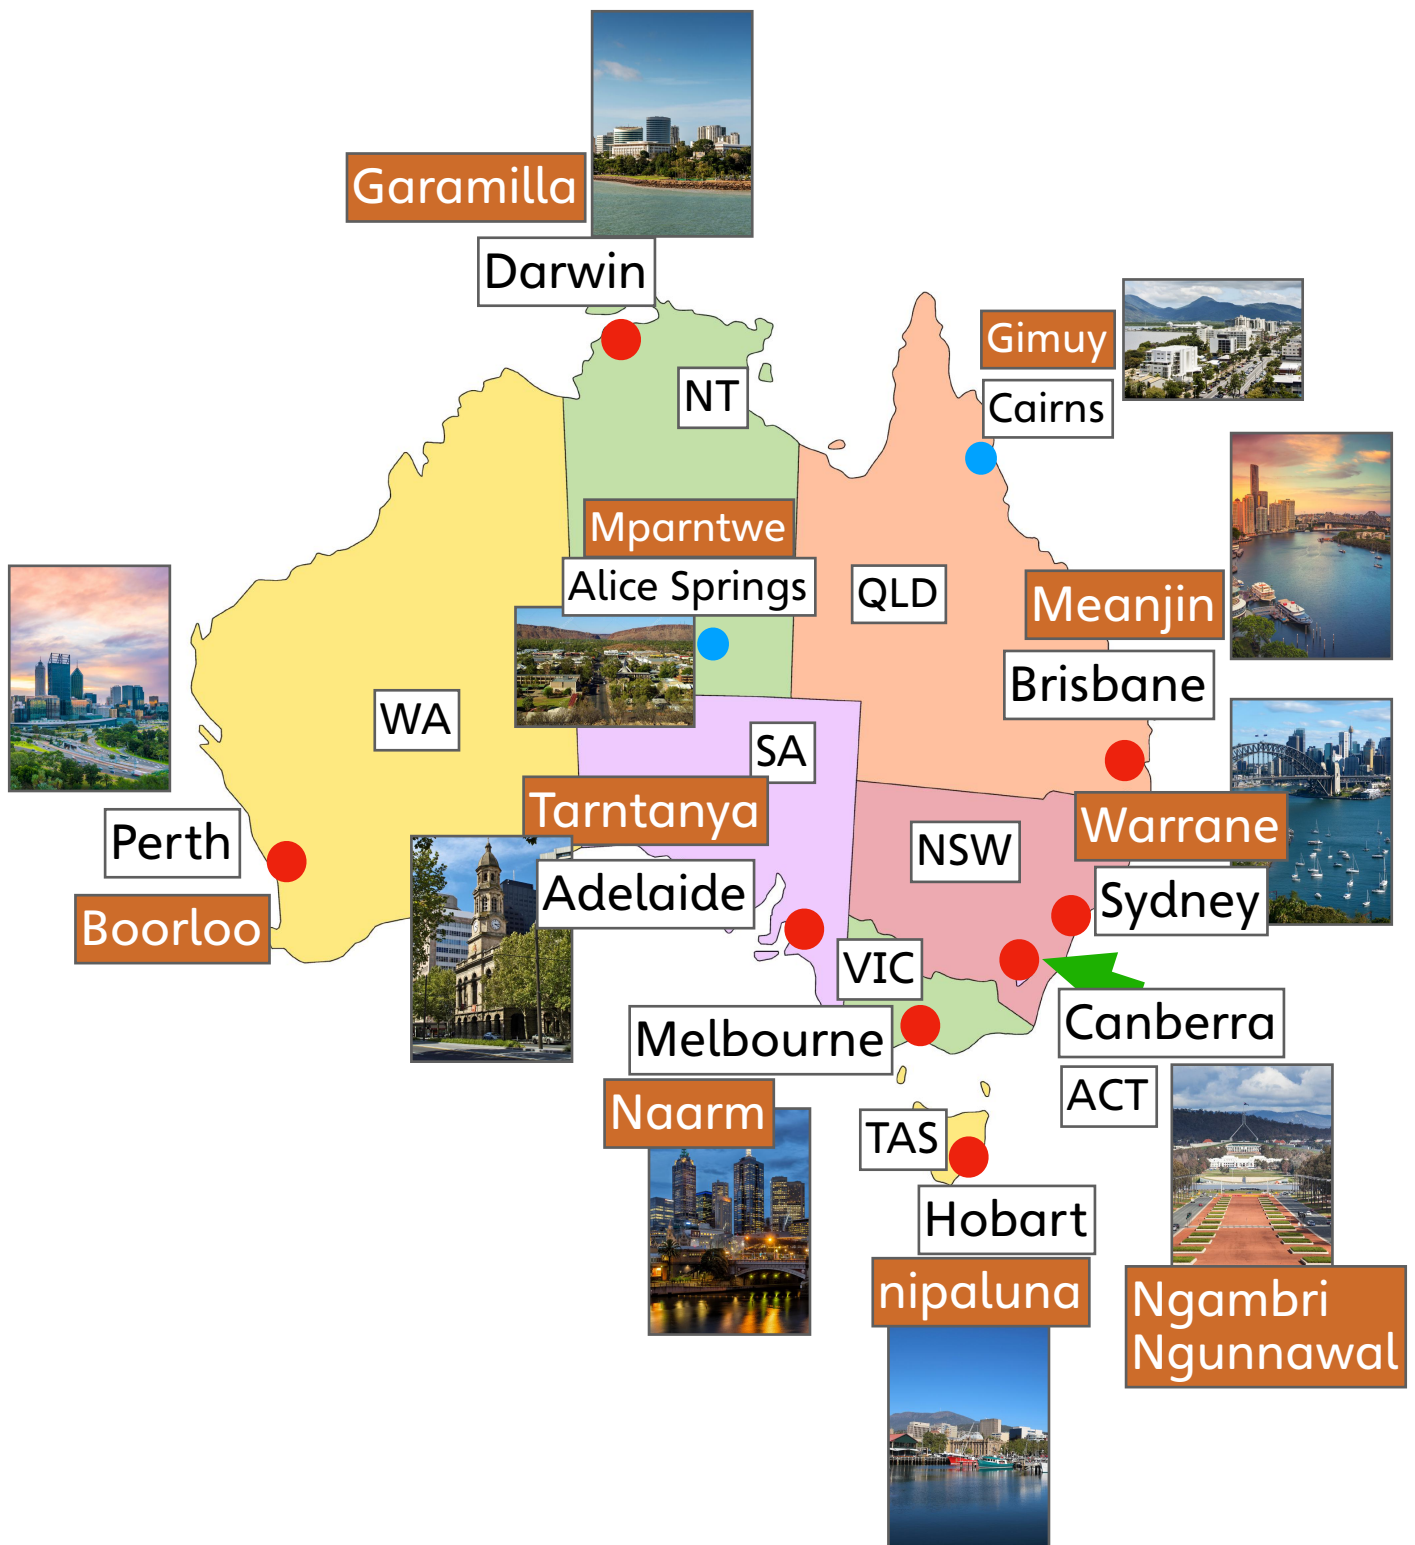 Garamilla
Darwin
NT
Gimuy
Cairns
Mparntwe
Alice Springs
QLD
Meanjin
Brisbane
WA
SA
Tarntanya
Adelaide
Perth
Boorloo
NSW
Warrane
Sydney
VIC
Melbourne
Naarm
Canberra
ACT
TAS
Hobart
nipaluna
Ngambri
Ngunnawal